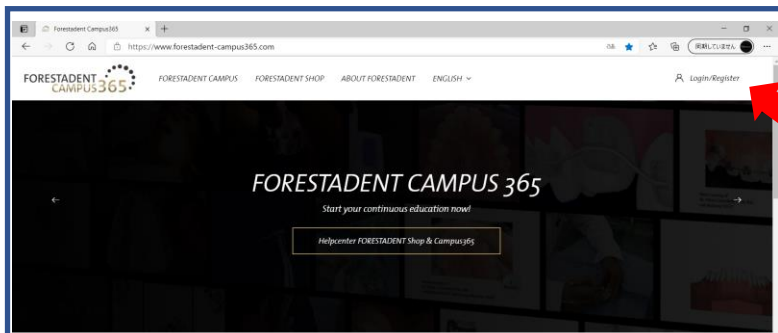 Forestadent Campus365
https://www.forestadent-campus365.com
同期していません
FORESTADENT
CAMPUS365
FORESTADENT CAMPUS
FORESTADENT SHOP
ABOUT FORESTADENT
ENGLISH
Login/Register
FORESTADENT CAMPUS 365
Start your continuous education now!
Helpcenter FORESTADENT Shop & Campus365